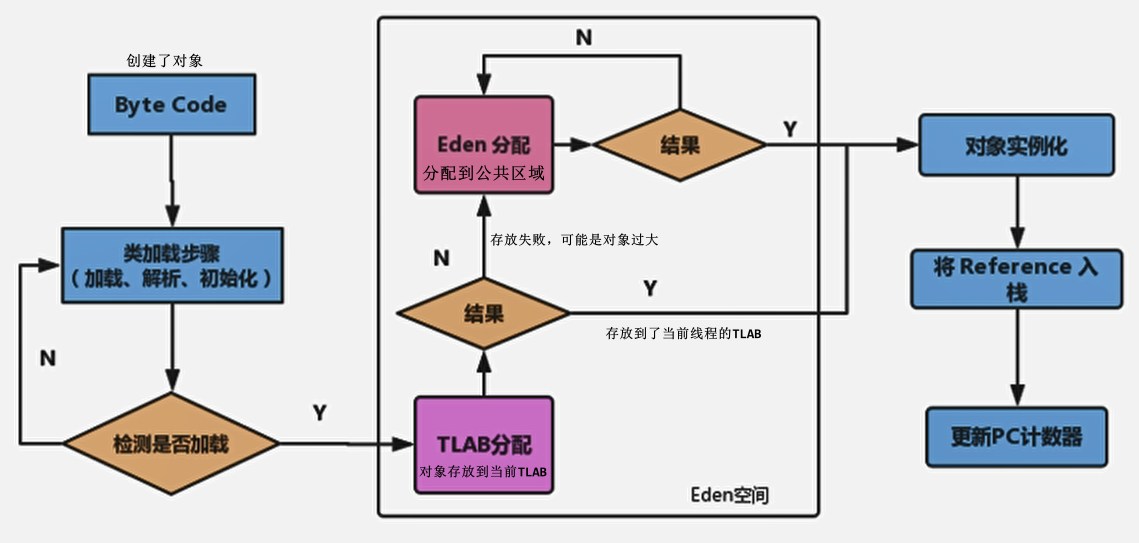 创建了对象
Byte Code
类加载步骤
(加载、解析、初始化)
N
检测是否加载
Y
N
Eden 分配
分配到公共区域
结果
Y
存放失败，可能是对象过大
N
结果
Y
存放到了当前线程的TLAB
TLAB分配
对象存放到当前TLAB
Eden空间
对象实例化
将 Reference 入
栈
更新PC计数器